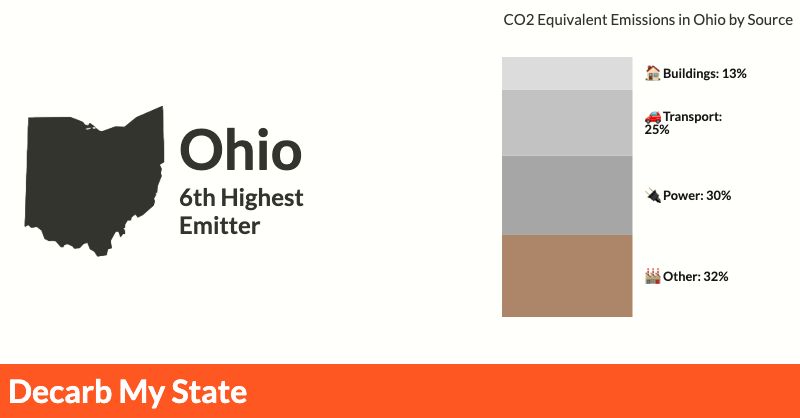 CO2 Equivalent Emissions in Ohio by Source
Ohio
6th Highest
Emitter
Buildings: 13%
Transport:
25%
Power: 30%
Other: 32%
Decarb My State